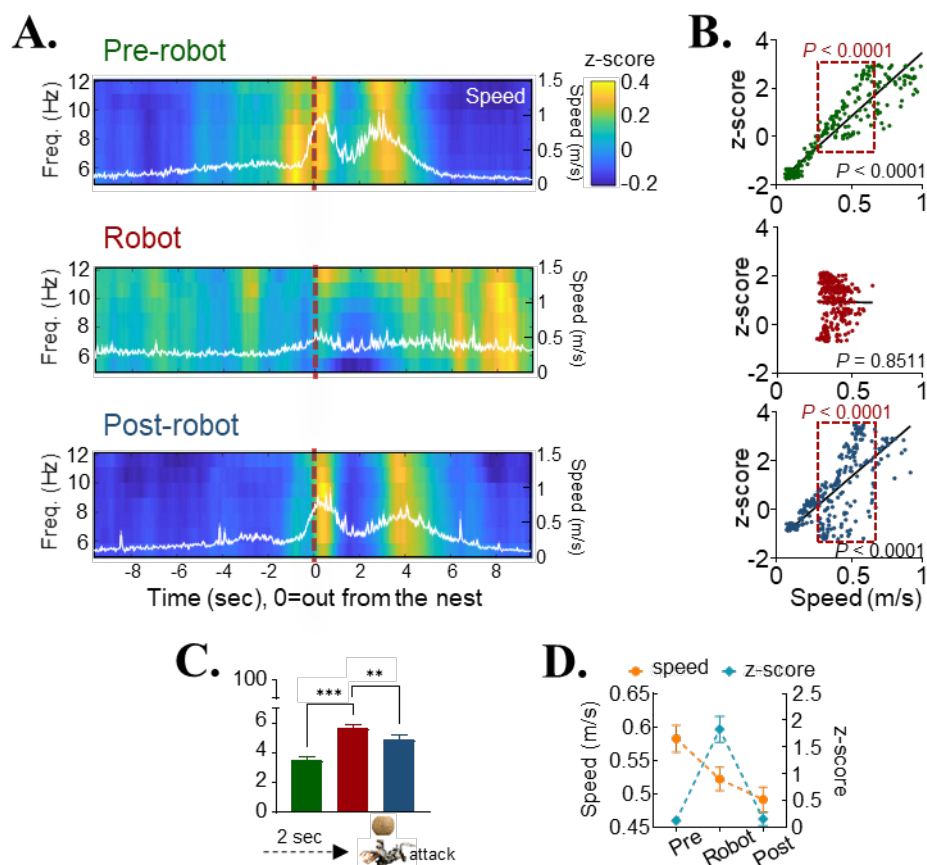 A.
Pre-robot
Freq. (Hz)
12
10
8
6
Speed
1.5
1
0.5
0
Speed (m/s)
z-score
0.4
0.2
0
-0.2
Robot
Freq. (Hz)
12
10
8
6
1.5
1
0.5
0
Speed (m/s)
Post-robot
Freq. (Hz)
12
10
8
6
1.5
1
0.5
0
Speed (m/s)
-8 -6 -4 -2 0 2 4 6 8
Time (sec), 0=out from the nest
B.
P < 0.0001
z-score
4
2
0
-2
P < 0.0001
0 0.5 1
z-score
4
2
0
-2
P = 0.8511
0 0.5 1
P < 0.0001
z-score
4
2
0
-2
P < 0.0001
0 0.5 1
Speed (m/s)
C.
100
6
4
2
0
*** **
2 sec
attack
D.
speed z-score
Speed (m/s)
0.65
0.6
0.55
0.5
0.45
2.5
2
1.5
1
0.5
0
z-score
Pre Robot Post